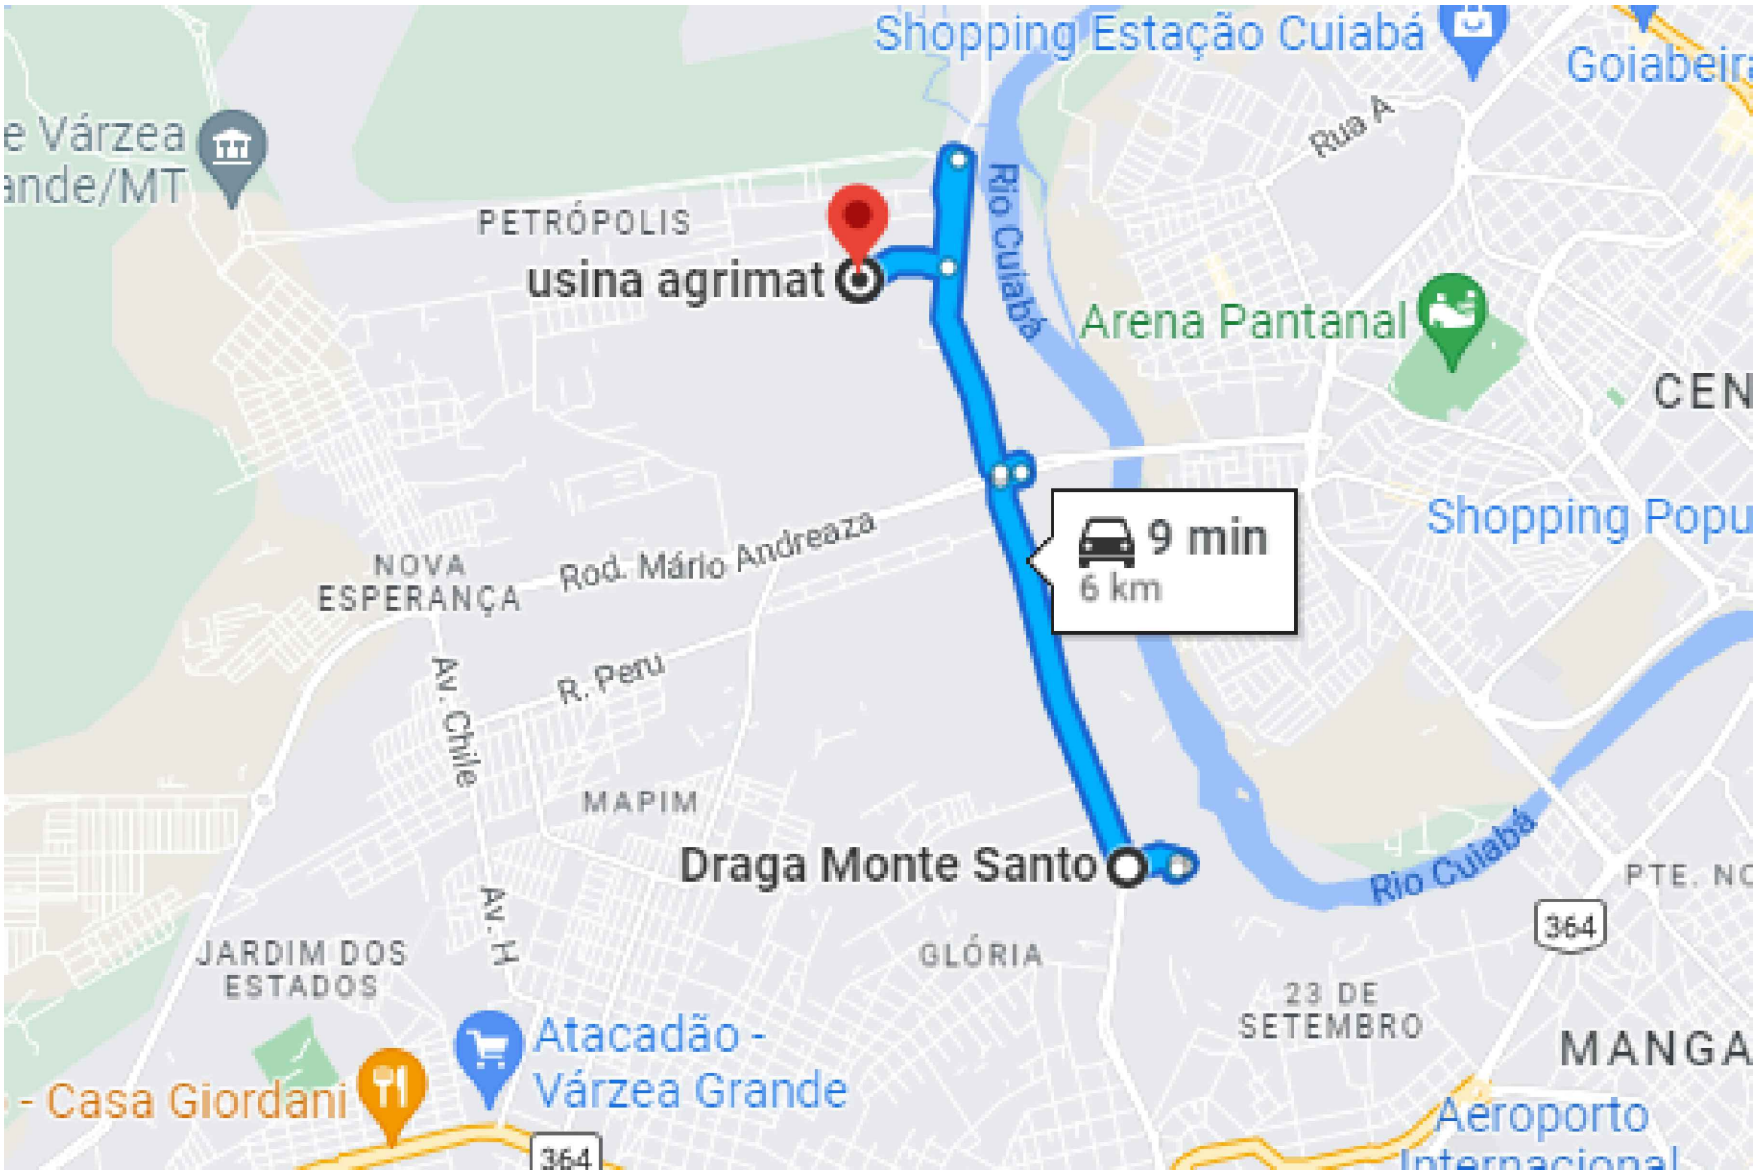 Shopping Estação Cuiabá
Goiabeira
e Várzea
ande/MT
Rua A
PETRÓPOLIS
Rio Cuiabá
usina agrimat
Arena Pantanal
CEN
9 min
6 km
Shopping Popu
Rod. Mário Andreaza
NOVA
ESPERANÇA
R. Peru
Av. Chile
MAPIM
Draga Monte Santo
Rio Cuiabá
PTE. NO
364
Av. H
JARDIM DOS
ESTADOS
GLÓRIA
23 DE
SETEMBRO
MANGA
Atacadão -
Várzea Grande
- Casa Giordani
Aeroporto
Internacional
364